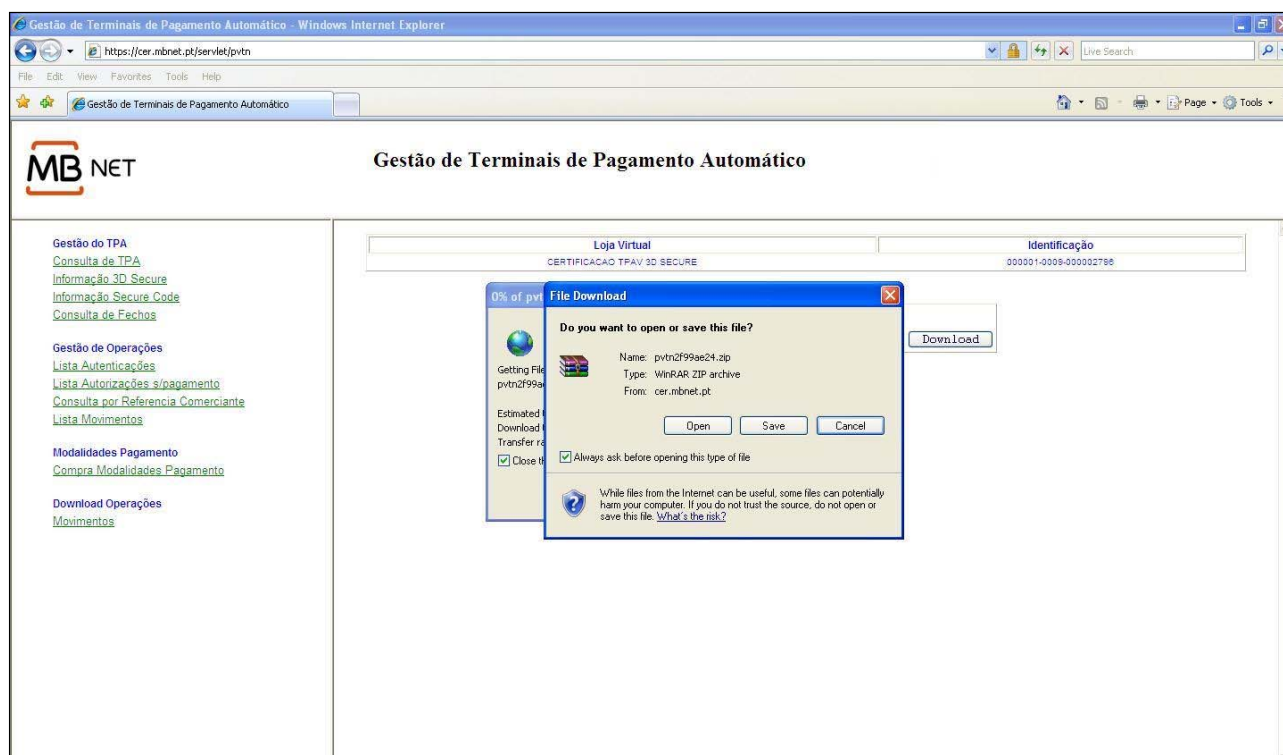 Gestão de Terminais de Pagamento Automático - Windows Internet Explorer
https://cer.mbnet.pt/servlet/pvtn
Live Search
File Edit View Favorites Tools Help
Gestão de Terminais de Pagamento Automático
Page Tools
MB NET
Gestão de Terminais de Pagamento Automático
Gestão do TPA
Consulta de TPA
Informação 3D Secure
Informação Secure Code
Consulta de Fechos
Gestão de Operações
Lista Autenticações
Lista Autorizações s/pagamento
Consulta por Referencia Comerciante
Lista Movimentos
Modalidades Pagamento
Compra Modalidades Pagamento
Download Operações
Movimentos
Loja Virtual Identificação
CERTIFICACAO TPAV 3D SECURE 000001-0009-000002786
Download
0% of pvt
Getting File
pvtn2f99a
Estimated
Download
Transfer ra
Close th
File Download
Do you want to open or save this file?
Name: pvtn2f99ae24.zip
Type: WinRAR ZIP archive
From: cer.mbnet.pt
Open Save Cancel
Always ask before opening this type of file
While files from the Internet can be useful, some files can potentially
harm your computer. If you do not trust the source, do not open or
save this file. What's the risk?